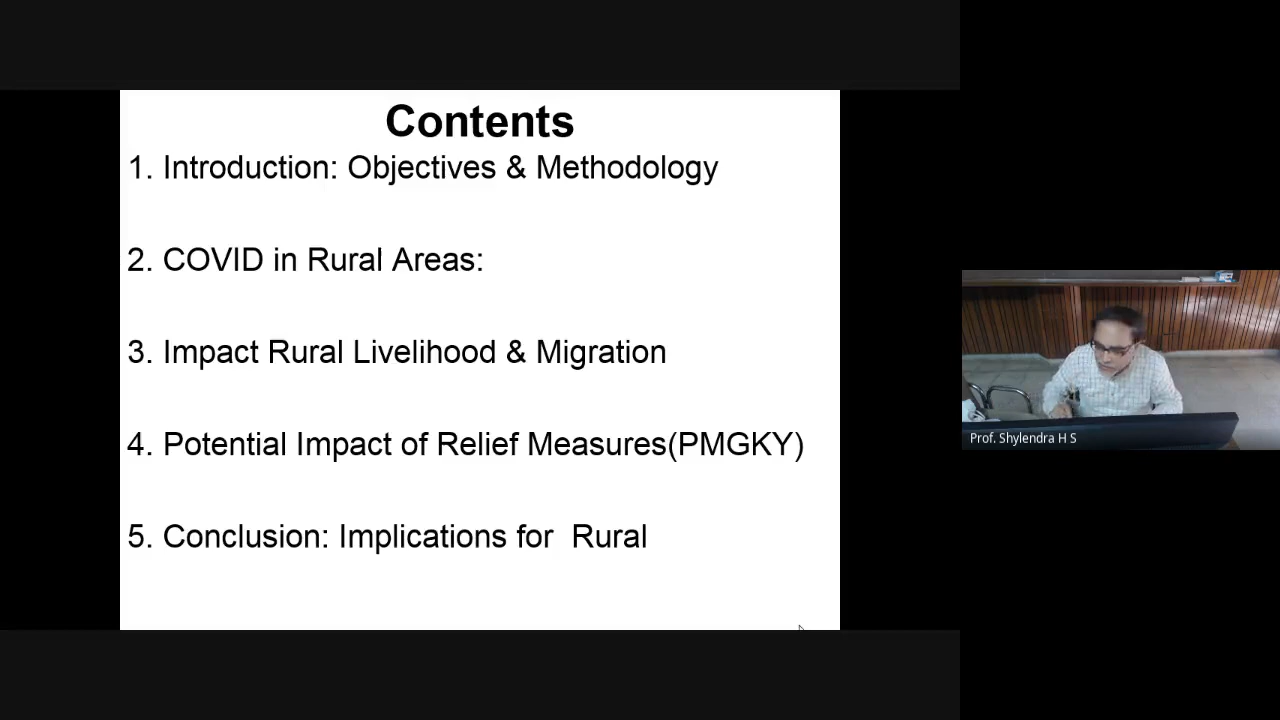 Contents
1. Introduction: Objectives & Methodology
2. COVID in Rural Areas:
3. Impact Rural Livelihood & Migration
4. Potential Impact of Relief Measures(PMGKY)
5. Conclusion: Implications for  Rural
Prof. Shylendra H S